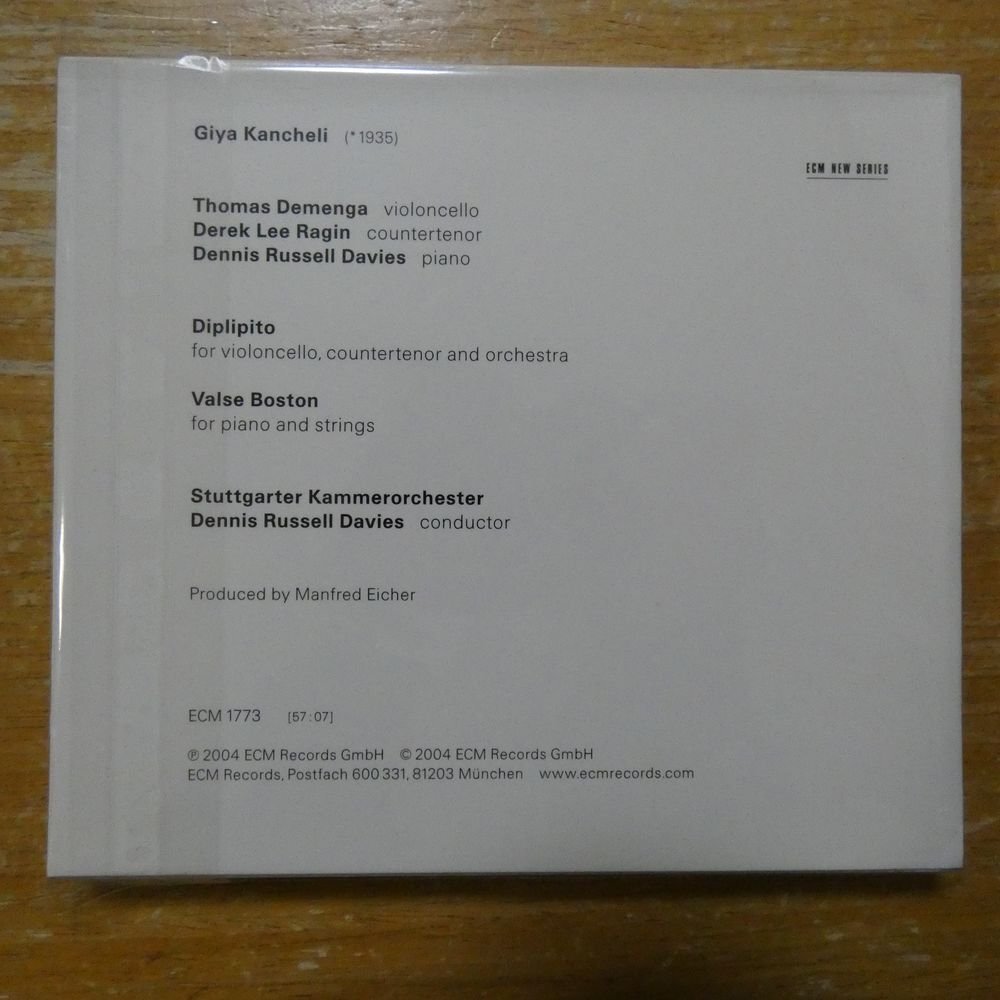 Giya Kancheli (*1935)
ECM NEW SERIES
Thomas Demenga violoncello
Derek Lee Ragin countertenor
Dennis Russell Davies piano
Diplipito
for violoncello, countertenor and orchestra
Valse Boston
for piano and strings
Stuttgarter Kammerorchester
Dennis Russell Davies conductor
Produced by Manfred Eicher
ECM 1773 [57:07]
℗ 2004 ECM Records GmbH © 2004 ECM Records GmbH
ECM Records, Postfach 600 331, 81203 München www.ecmrecords.com